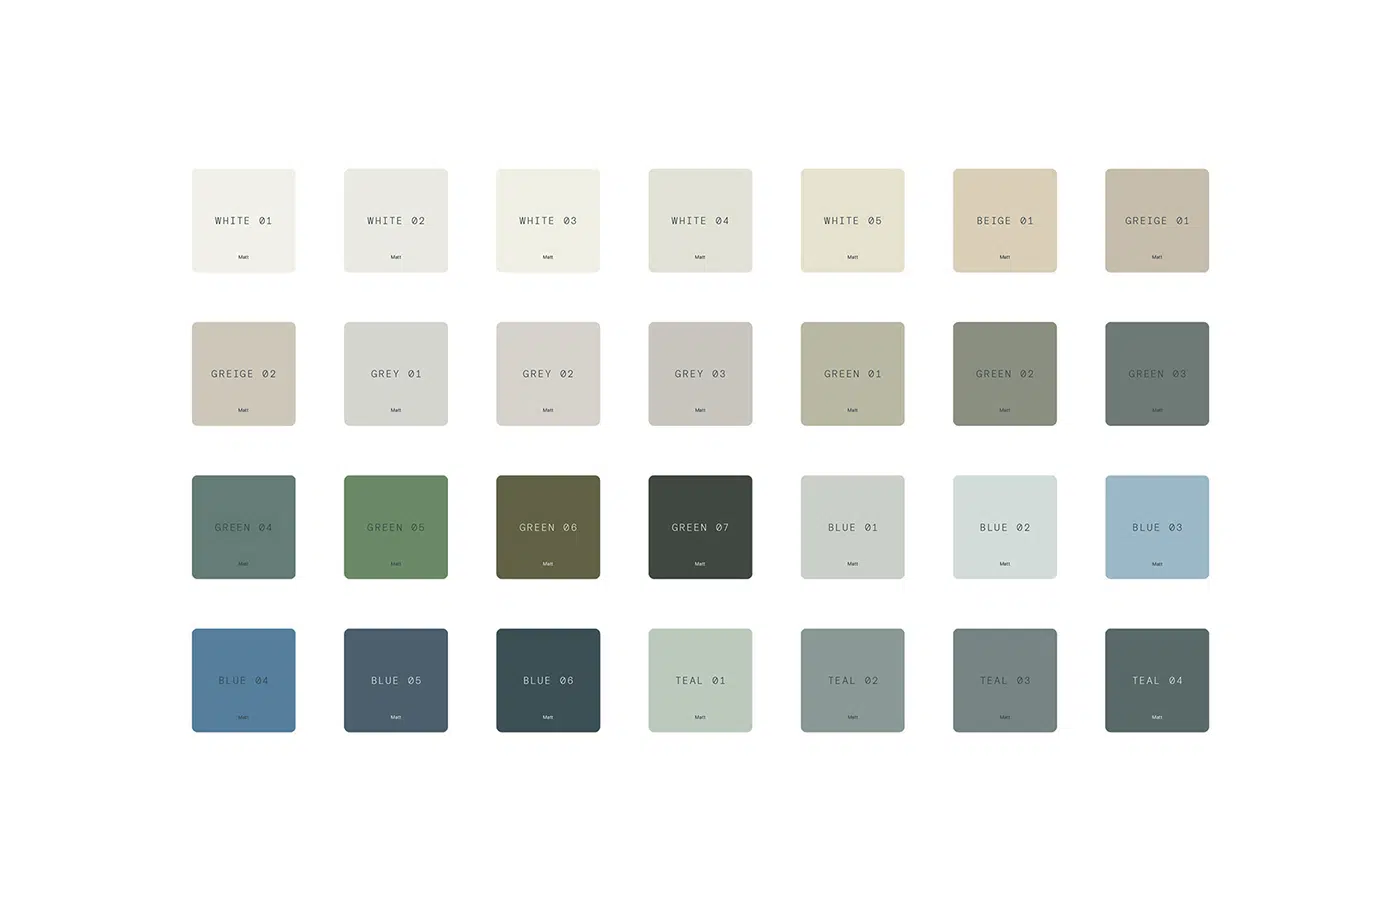 WHITE 01
Matt
WHITE 02
Matt
WHITE 03
Matt
WHITE 04
Matt
WHITE 05
Matt
BEIGE 01
Matt
GREIGE 01
Matt
GREIGE 02
Matt
GREY 01
Matt
GREY 02
Matt
GREY 03
Matt
GREEN 01
Matt
GREEN 02
Matt
GREEN 03
Matt
GREEN 04
Matt
GREEN 05
Matt
GREEN 06
Matt
GREEN 07
Matt
BLUE 01
Matt
BLUE 02
Matt
BLUE 03
Matt
BLUE 04
Matt
BLUE 05
Matt
BLUE 06
Matt
TEAL 01
Matt
TEAL 02
Matt
TEAL 03
Matt
TEAL 04
Matt